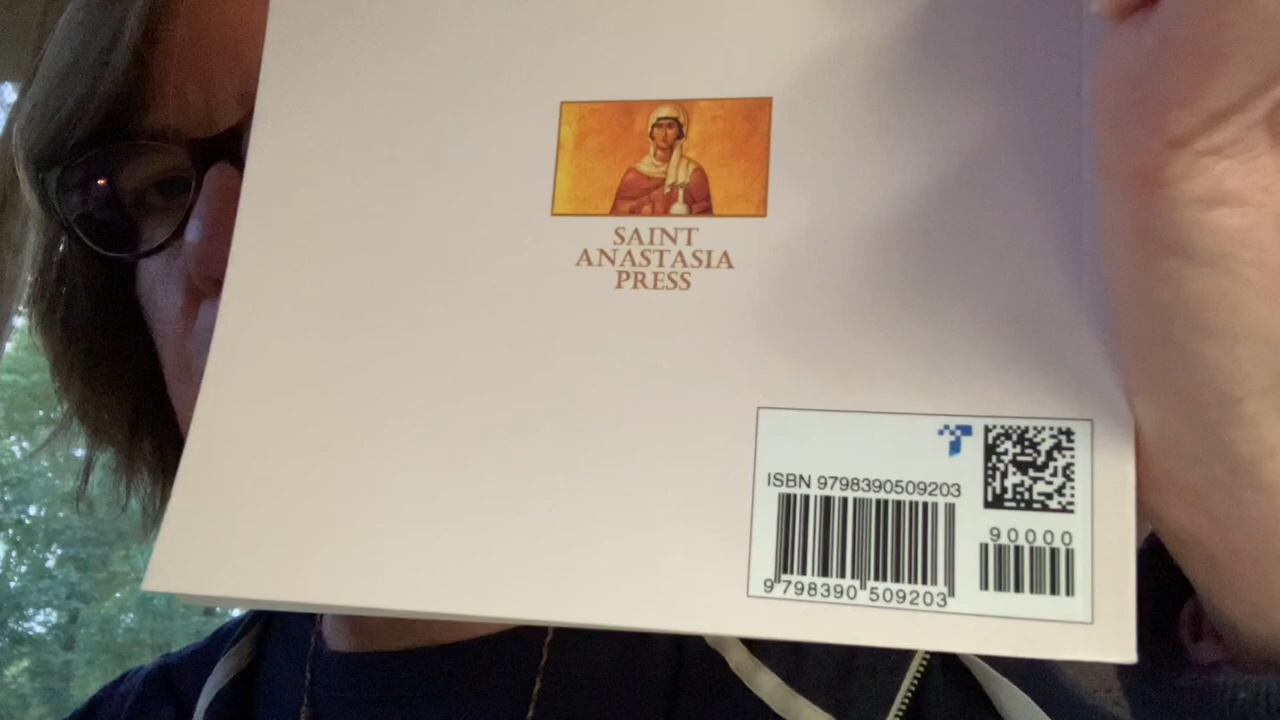 SAINT
ANASTASIA
PRESS
ISBN 9798390509203
90000
9 798390 509203